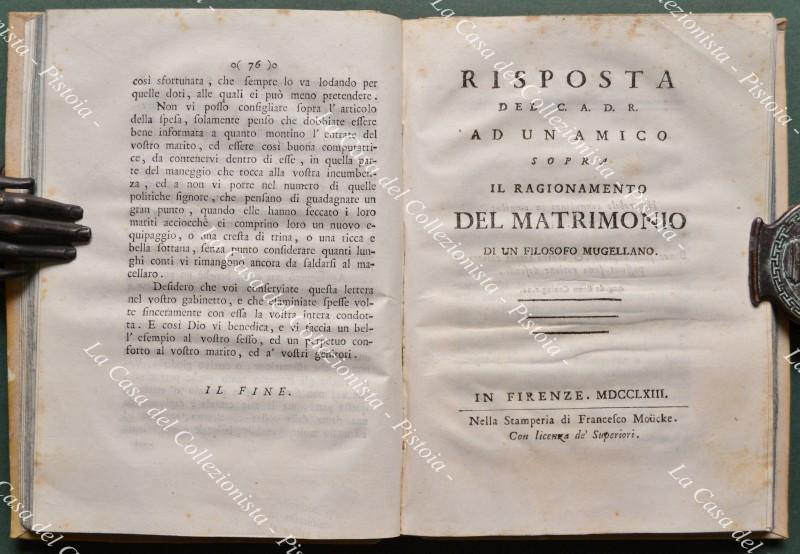 o( 76 )o
così sfortunata, che sempre lo va lodando per
quelle doti, alle quali ei può meno pretendere.
Non vi posso consigliare sopra l' articolo
della spesa, solamente penso che dobbiate essere
bene informata a quanto montino l' entrate del
vostro marito, ed essere così buona computatri-
ce, da contenervi dentro di esse, in quella par-
te del maneggio che tocca alla vostra incumben-
za, ed a non vi porre nel numero di quelle
politiche signore, che pensano di guadagnare un
gran punto, quando elle hanno seccato i loro
mariti acciocchè ei comprino loro un nuovo e-
quipaggio, o una cresta di trina, o una ricca e
bella sottana, senza punto considerare quanti lun-
ghi conti vi rimangono ancora da saldarsi al ma-
cellaro.
Desidero che voi conserviate questa lettera
nel vostro gabinetto, e che esaminiate spesse vol-
te sinceramente con essa la vostra intera condot-
ta. E così Dio vi benedica, e vi faccia un bell'
esempio al vostro sesso, ed un perpetuo con-
forto al vostro marito, ed a' vostri genitori.
IL FINE.
RISPOSTA
DEL C. A. D. R.
AD UN AMICO
SOPRA
IL RAGIONAMENTO
DEL MATRIMONIO
DI UN FILOSOFO MUGELLANO.
IN FIRENZE. MDCCLXIII.
Nella Stamperia di Francesco Moücke.
Con licenza de' Superiori.
La Casa del Collezionista - Pistoia -